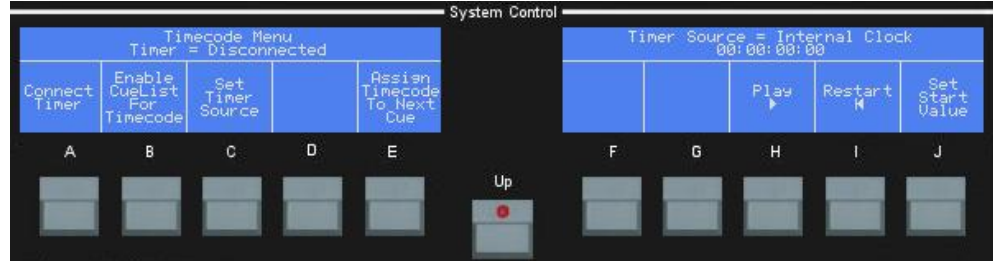 System Control
Timecode Menu
Timer = Disconnected
Connect
Timer
Enable
CueList
For
Timecode
Set
Timer
Source
Assign
Timecode
To Next
Cue
Timer Source = Internal Clock
00:00:00:00
Play
Restart
Set
Start
Value
A B C D E
Up
F G H I J